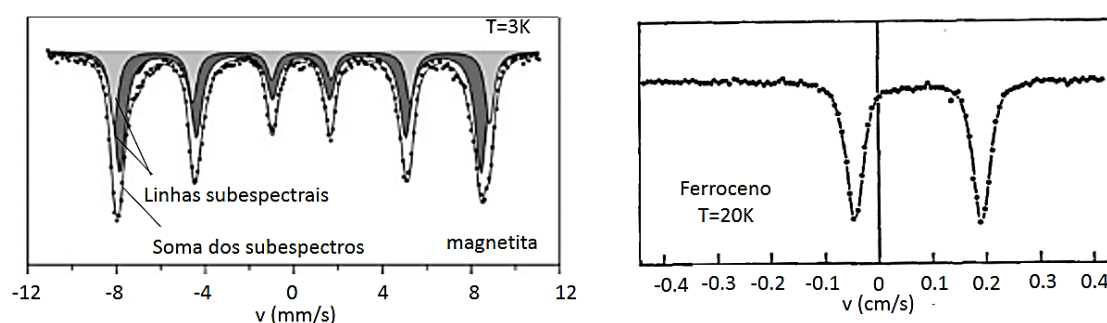 T=3K
Linhas subespectrais
Soma dos subespectros
magnetita
-12 -8 -4 0 4 8 12
v (mm/s)
Ferroceno
T=20K
-0.4 -0.3 -0.2 -0.1 0 0.1 0.2 0.3 0.4
v (cm/s)